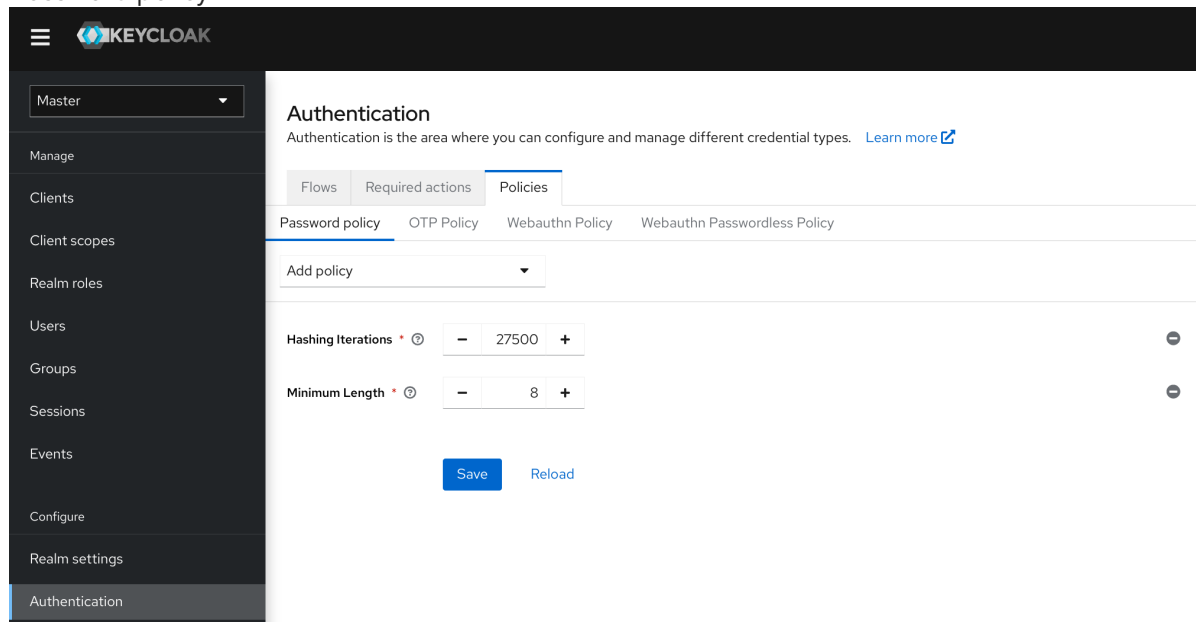 KEYCLOAK
Master
Manage
Clients
Client scopes
Realm roles
Users
Groups
Sessions
Events
Configure
Realm settings
Authentication
Authentication
Authentication is the area where you can configure and manage different credential types. Learn more
Flows Required actions Policies
Password policy OTP Policy Webauthn Policy Webauthn Passwordless Policy
Add policy
Hashing Iterations * 27500
Minimum Length * 8
Save Reload